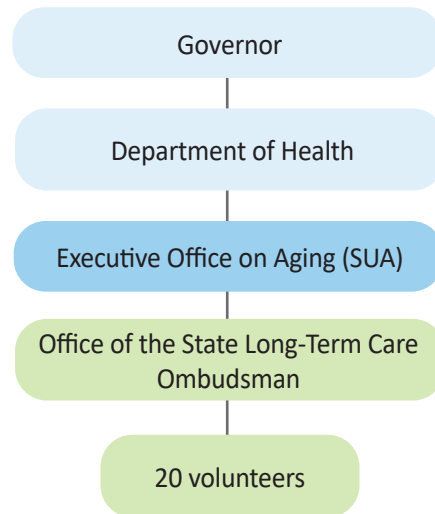 Governor
Department of Health
Executive Office on Aging (SUA)
Office of the State Long-Term Care
Ombudsman
20 volunteers